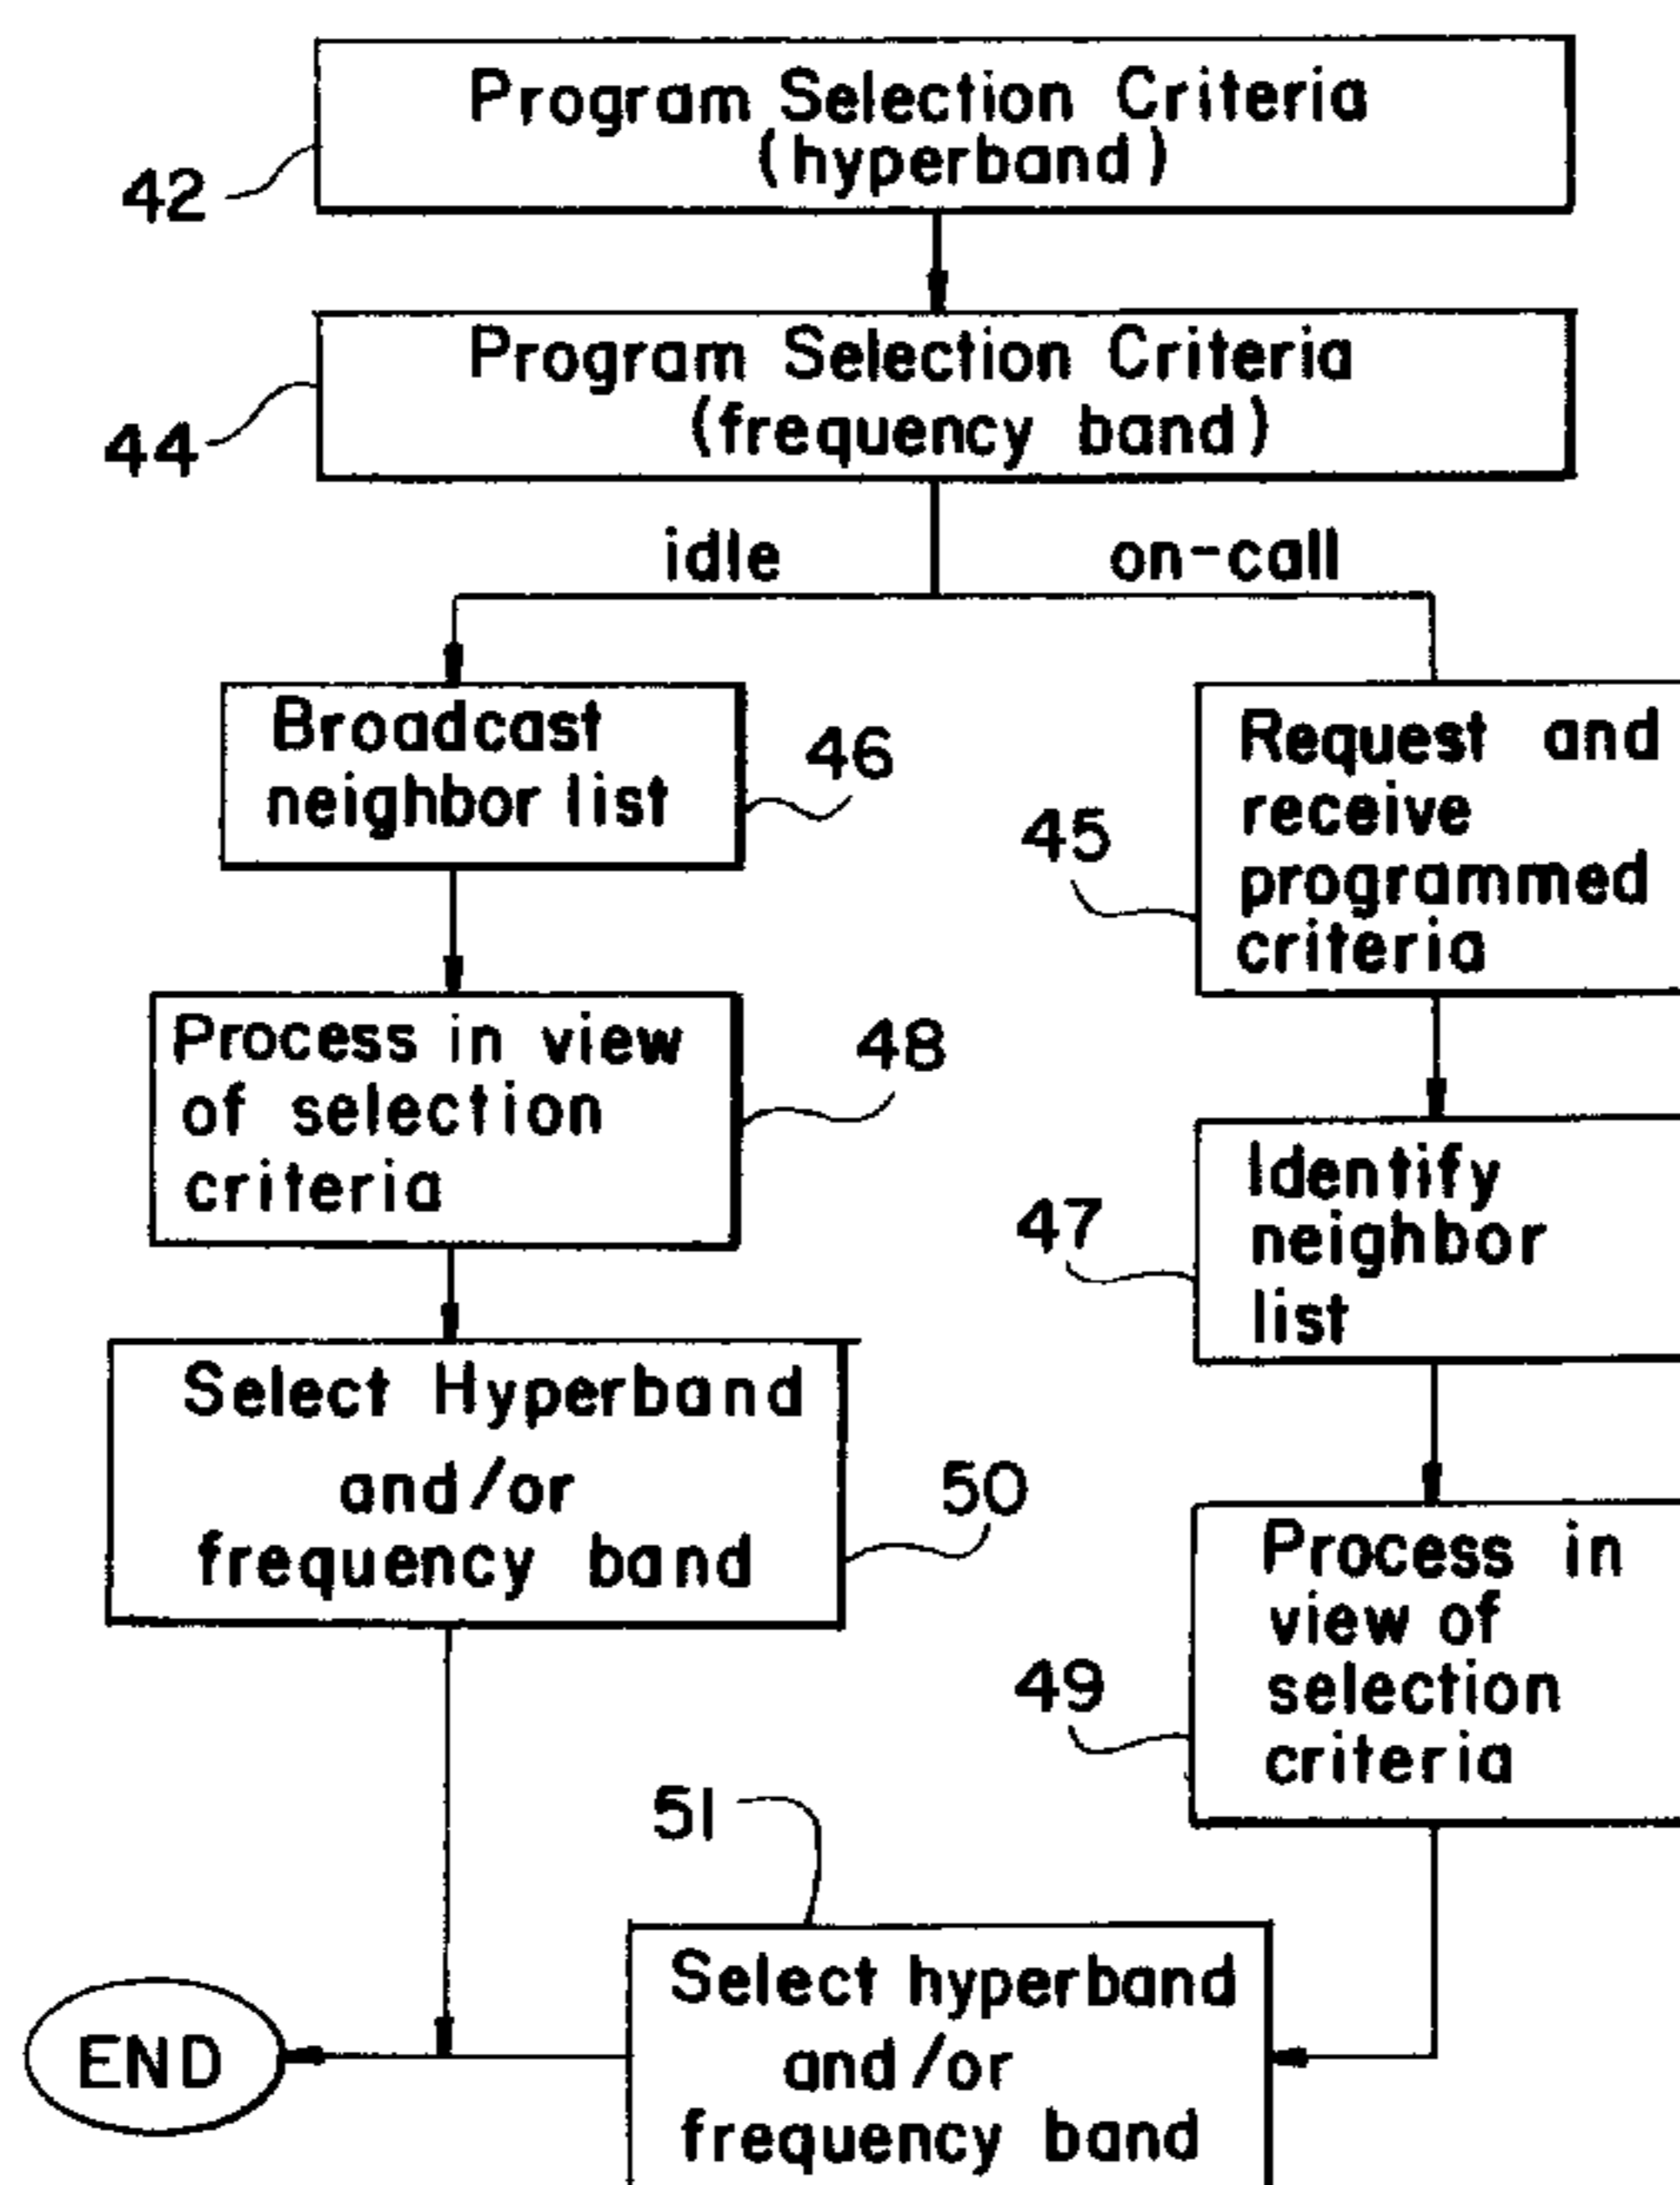 Program Selection Criteria
(hyperband)
42
Program Selection Criteria
(frequency band)
44
idle
on-call
Broadcast
neighbor list
46
Request and
receive
programmed
criteria
45
Process in view
of selection
criteria
48
Identify
neighbor
list
47
Select Hyperband
and/or
frequency band
50
Process in
view of
selection
criteria
49
51
Select hyperband
and/or
frequency band
END